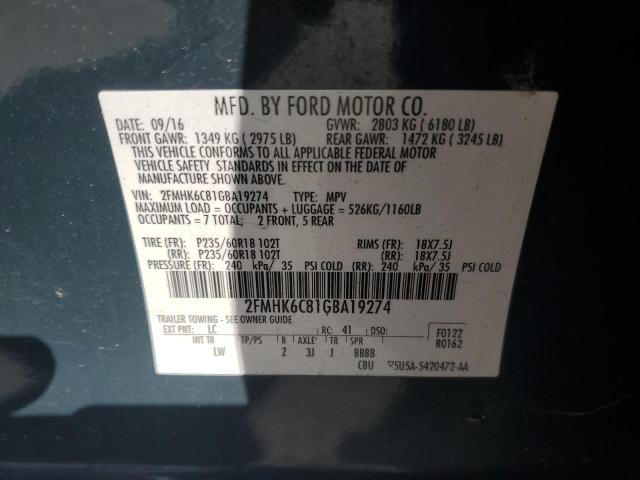 MFD. BY FORD MOTOR CO.
DATE: 09/16 GVWR: 2803 KG ( 6180 LB)
FRONT GAWR: 1349 KG ( 2975 LB) REAR GAWR: 1472 KG ( 3245 LB)
THIS VEHICLE CONFORMS TO ALL APPLICABLE FEDERAL MOTOR
VEHICLE SAFETY STANDARDS IN EFFECT ON THE DATE OF
MANUFACTURE SHOWN ABOVE.
VIN: 2FMHK6C81GBA19274 TYPE: MPV
MAXIMUM LOAD = OCCUPANTS + LUGGAGE = 526KG/1160LB
OCCUPANTS = 7 TOTAL; 2 FRONT, 5 REAR
TIRE (FR): P235/60R18 102T RIMS (FR): 18X7.5J
(RR): P235/60R18 102T (RR): 18X7.5J
PRESSURE (FR): 240 kPa/ 35 PSI COLD (RR): 240 kPa/ 35 PSI COLD
2FMHK6C81GBA19274
TRAILER TOWING - SEE OWNER GUIDE
EXT PNT: LC RC: 41 DSO: F0122
INT TR TP/PS R AXLE TR SPR R0162
LW Z 3J J BBBB
CBU ▽5U5A-5420472-AA